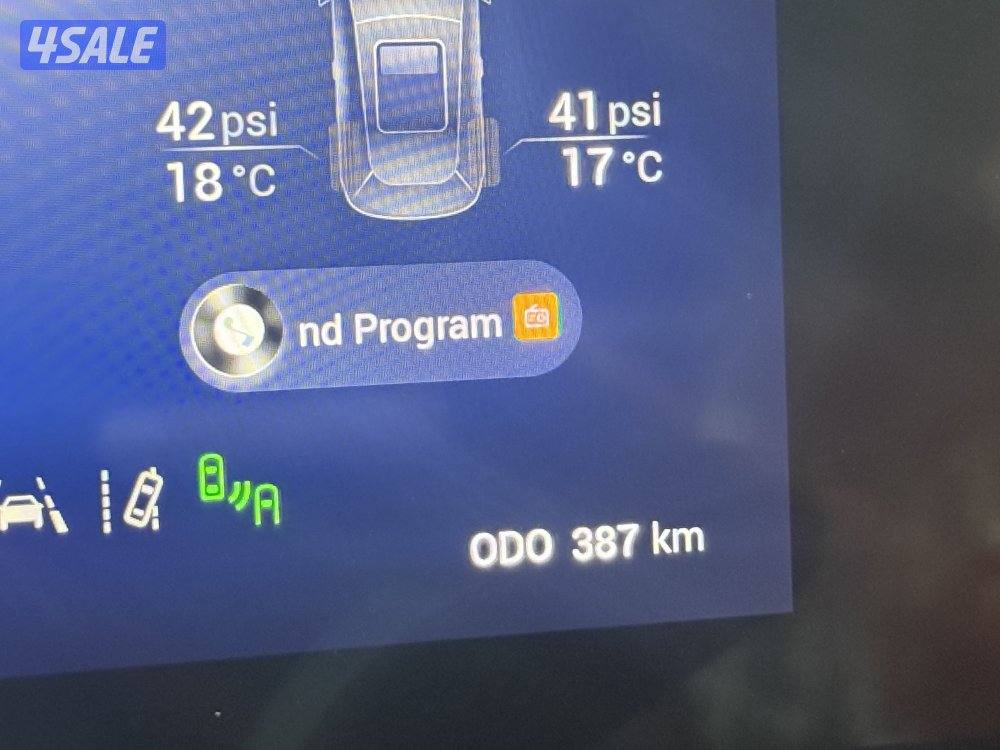 4SALE
42 psi
41 psi
18 °C
17 °C
nd Program
ODO 387 km